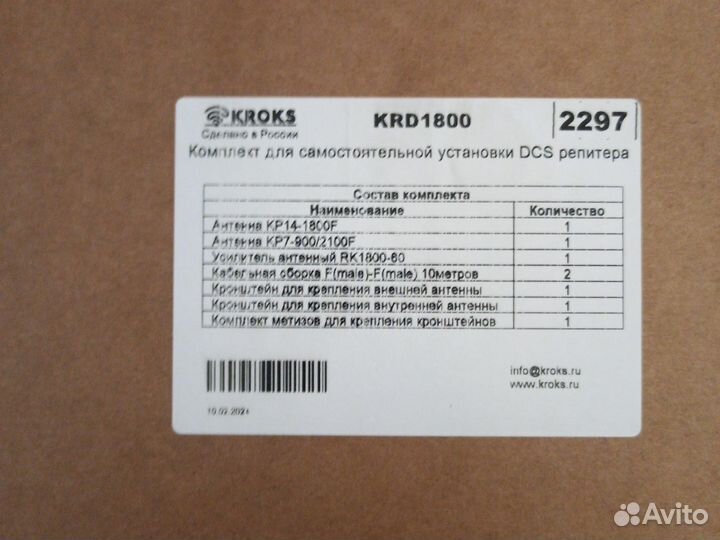 KROKS
Сделано в России
KRD1800
2297
Комплект для самостоятельной установки DCS репитера
Состав комплекта
Наименование Количество
Антенна KP14-1800F 1
Антенна KP7-900/2100F 1
Усилитель антенный RK1800-60 1
Кабельная сборка F(male)-F(male) 10метров 2
Кронштейн для крепления внешней антенны 1
Кронштейн для крепления внутренней антенны 1
Комплект метизов для крепления кронштейнов 1
info@kroks.ru
www.kroks.ru
10.02.2021
Avito